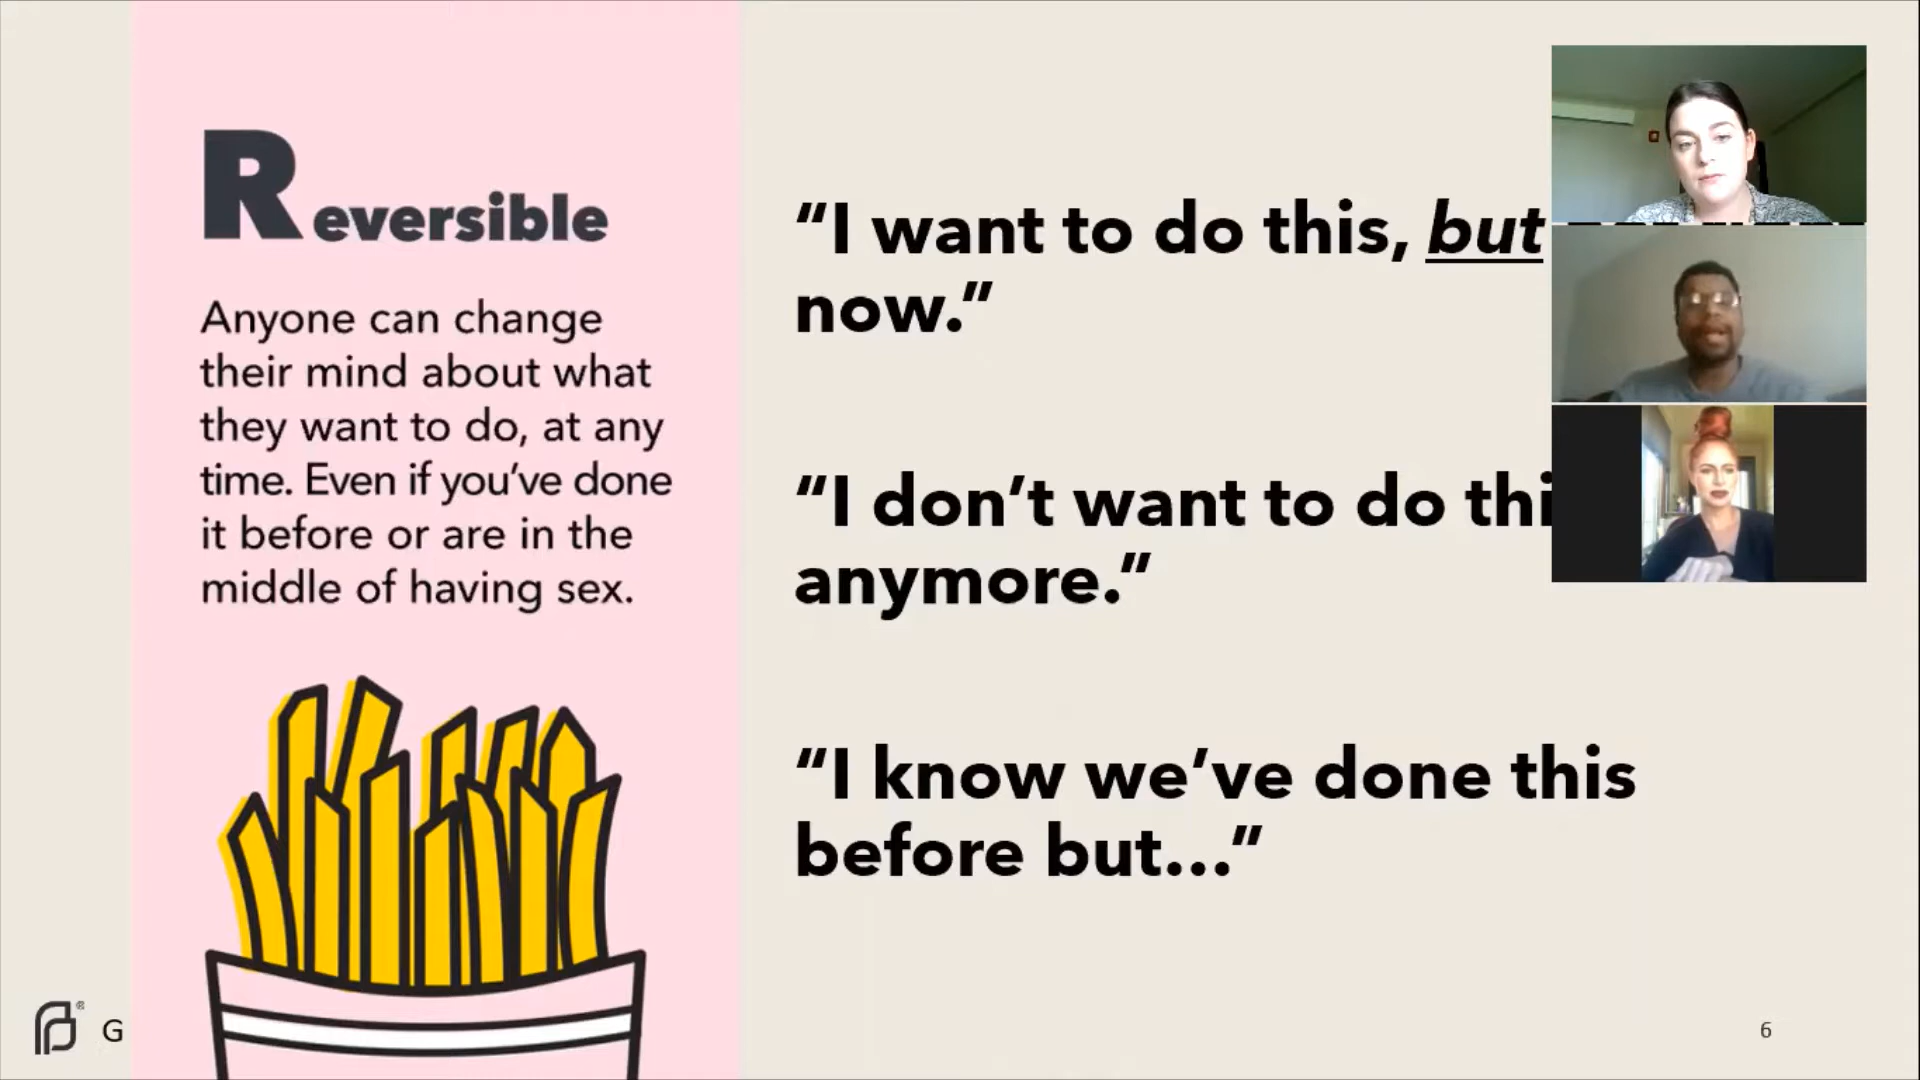 Reversible
Anyone can change
their mind about what
they want to do, at any
time. Even if you’ve done
it before or are in the
middle of having sex.
“I want to do this, but
now.”
“I don’t want to do thi
anymore.”
“I know we’ve done this
before but...”
® G
6